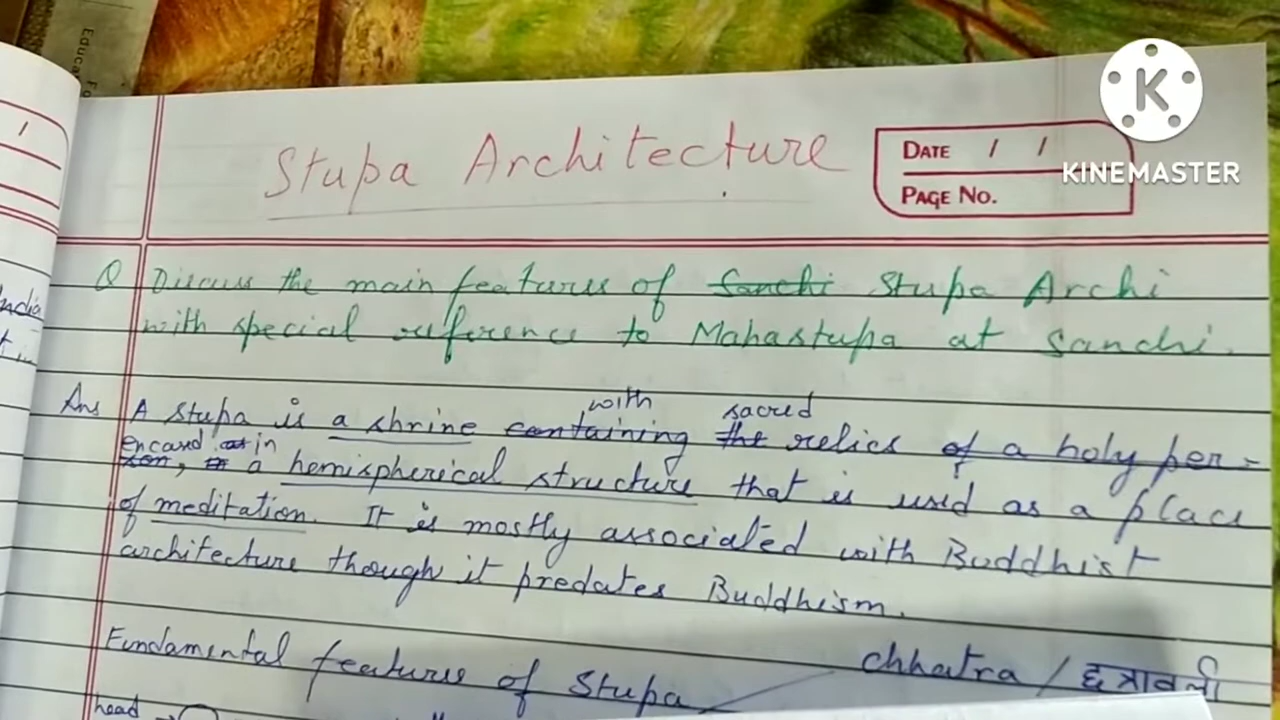 Stupa Architecture
DATE / /
PAGE No.
KINEMASTER
Q Discuss the main features of Sanchi Stupa Archi
with special reference to Mahastupa at Sanchi.
with sacred
Ans A stupa is a shrine containing the relics of a holy per-
encased in
son, a hemispherical structure that is used as a place
of meditation. It is mostly associated with Buddhist
architecture though it predates Buddhism.
Fundamental features of Stupa
chhatra / छत्रावली
head